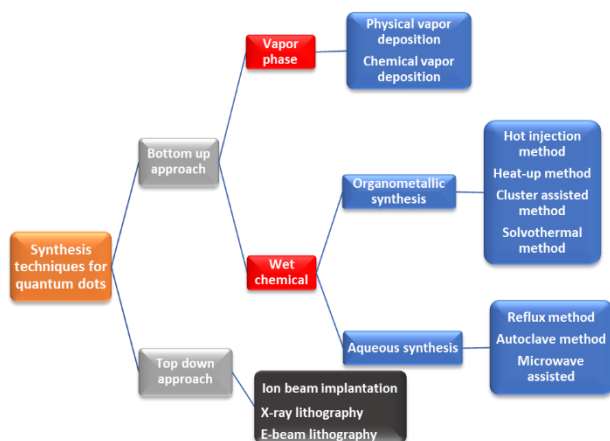 Physical vapor
deposition
Chemical vapor
deposition
Vapor
phase
Hot injection
method
Heat-up method
Cluster assisted
method
Solvothermal
method
Bottom up
approach
Organometallic
synthesis
Synthesis
techniques for
quantum dots
Wet
chemical
Reflux method
Autoclave method
Microwave
assisted
Aqueous synthesis
Top down
approach
Ion beam implantation
X-ray lithography
E-beam lithography